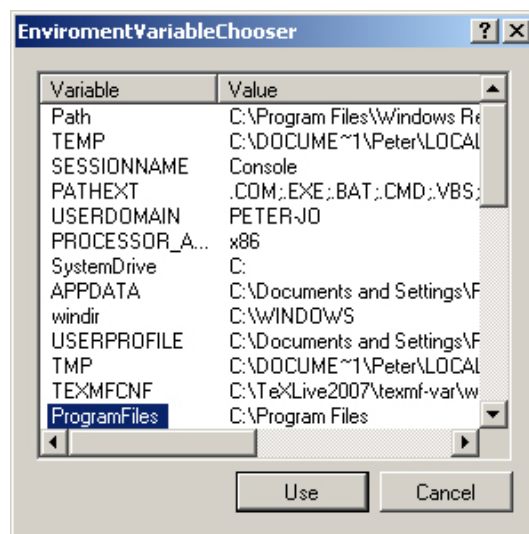 EnviromentVariableChooser
Variable Value
Path C:\Program Files\Windows Re
TEMP C:\DOCUME~1\Peter\LOCAL
SESSIONNAME Console
PATHEXT .COM;.EXE;.BAT;.CMD;.VBS;
USERDOMAIN PETER-JO
PROCESSOR_A... x86
SystemDrive C:
APPDATA C:\Documents and Settings\P
windir C:\WINDOWS
USERPROFILE C:\Documents and Settings\P
TMP C:\DOCUME~1\Peter\LOCAL
TEXMFCNF C:\TeXLive2007\texmf-var\w
ProgramFiles C:\Program Files
Use Cancel